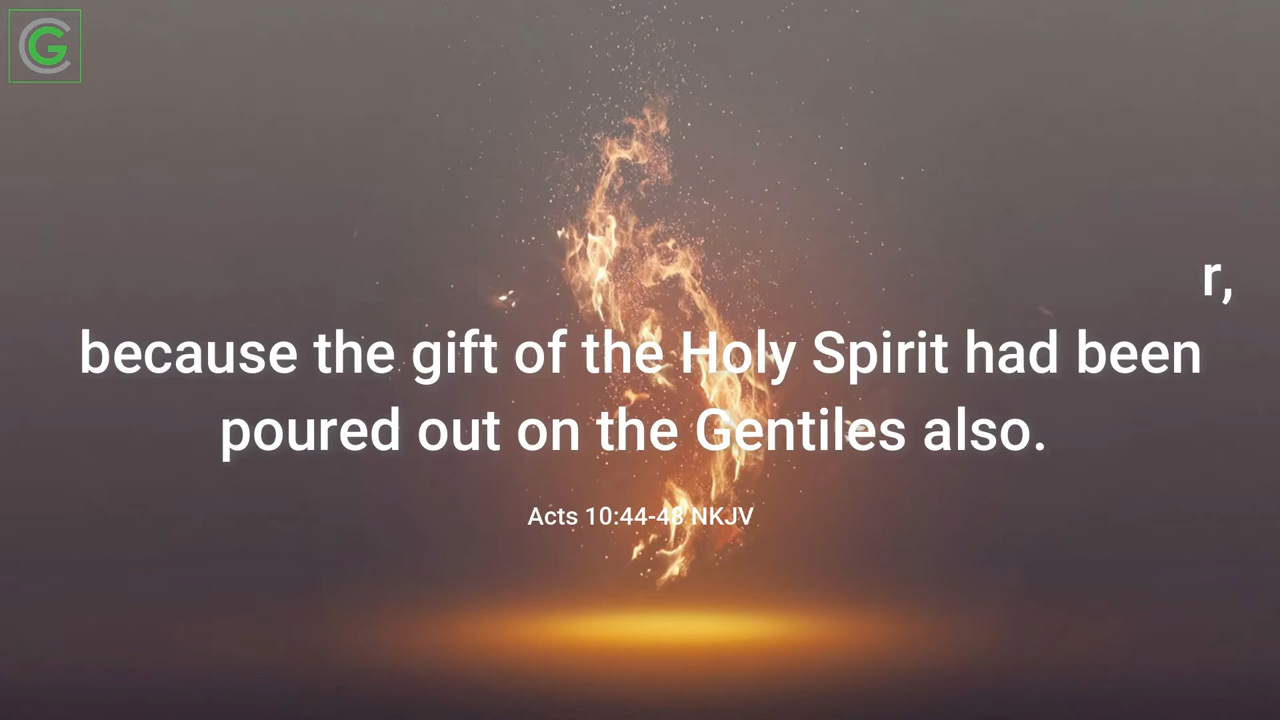 r,
because the gift of the Holy Spirit had been
poured out on the Gentiles also.
Acts 10:44-48 NKJV